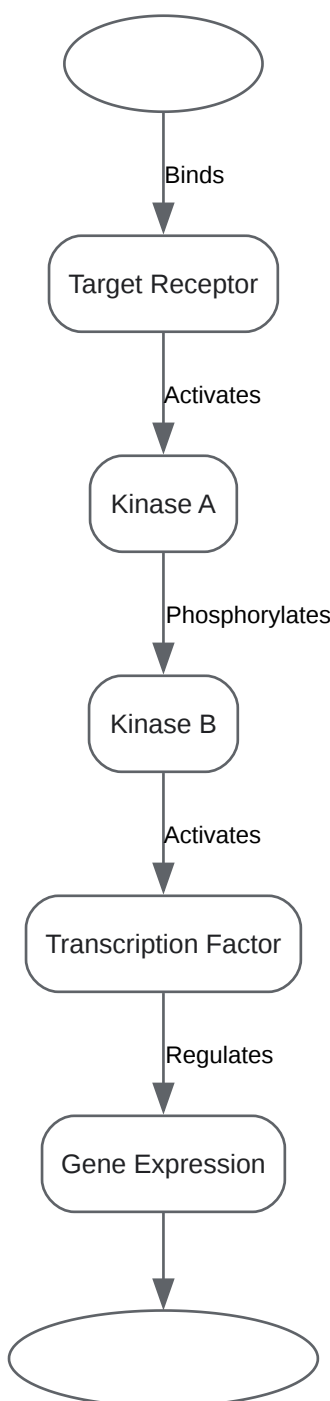 Binds
Target Receptor
Activates
Kinase A
Phosphorylates
Kinase B
Activates
Transcription Factor
Regulates
Gene Expression